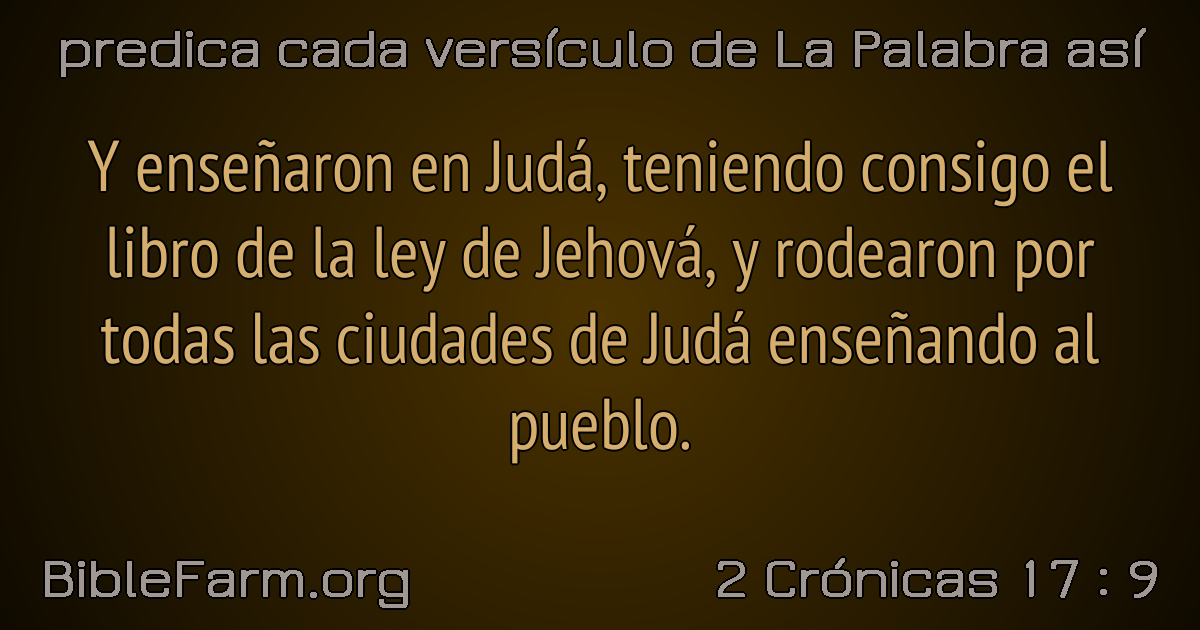 predica cada versículo de La Palabra así
Y enseñaron en Judá, teniendo consigo el
libro de la ley de Jehová, y rodearon por
todas las ciudades de Judá enseñando al
pueblo.
BibleFarm.org
2 Crónicas 17 : 9